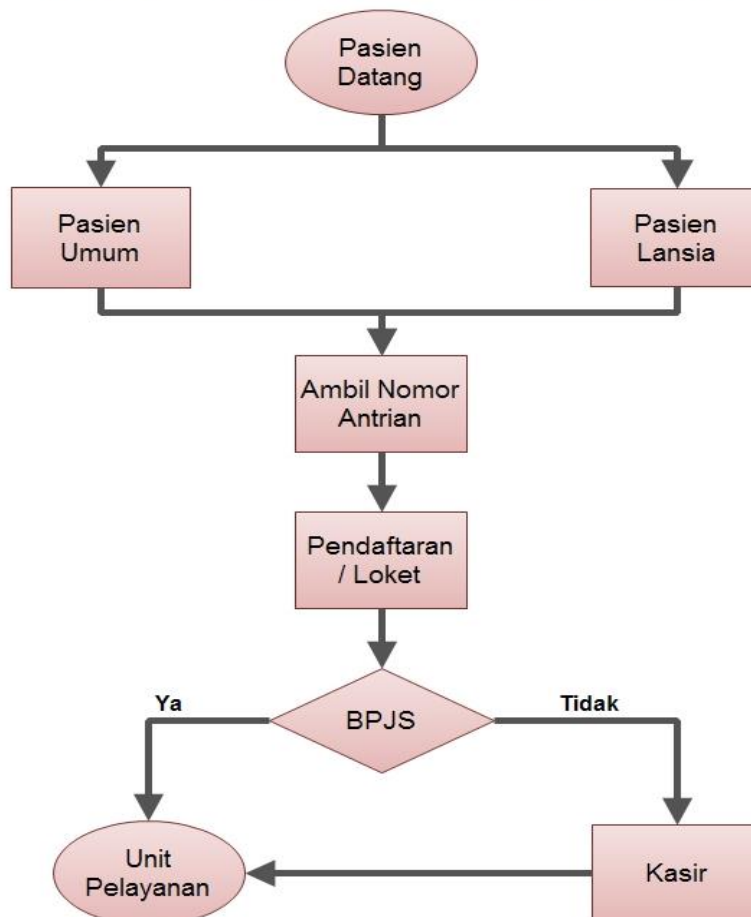 Pasien
Datang
Pasien
Umum
Pasien
Lansia
Ambil Nomor
Antrian
Pendaftaran
/ Loket
Ya
BPJS
Tidak
Unit
Pelayanan
Kasir